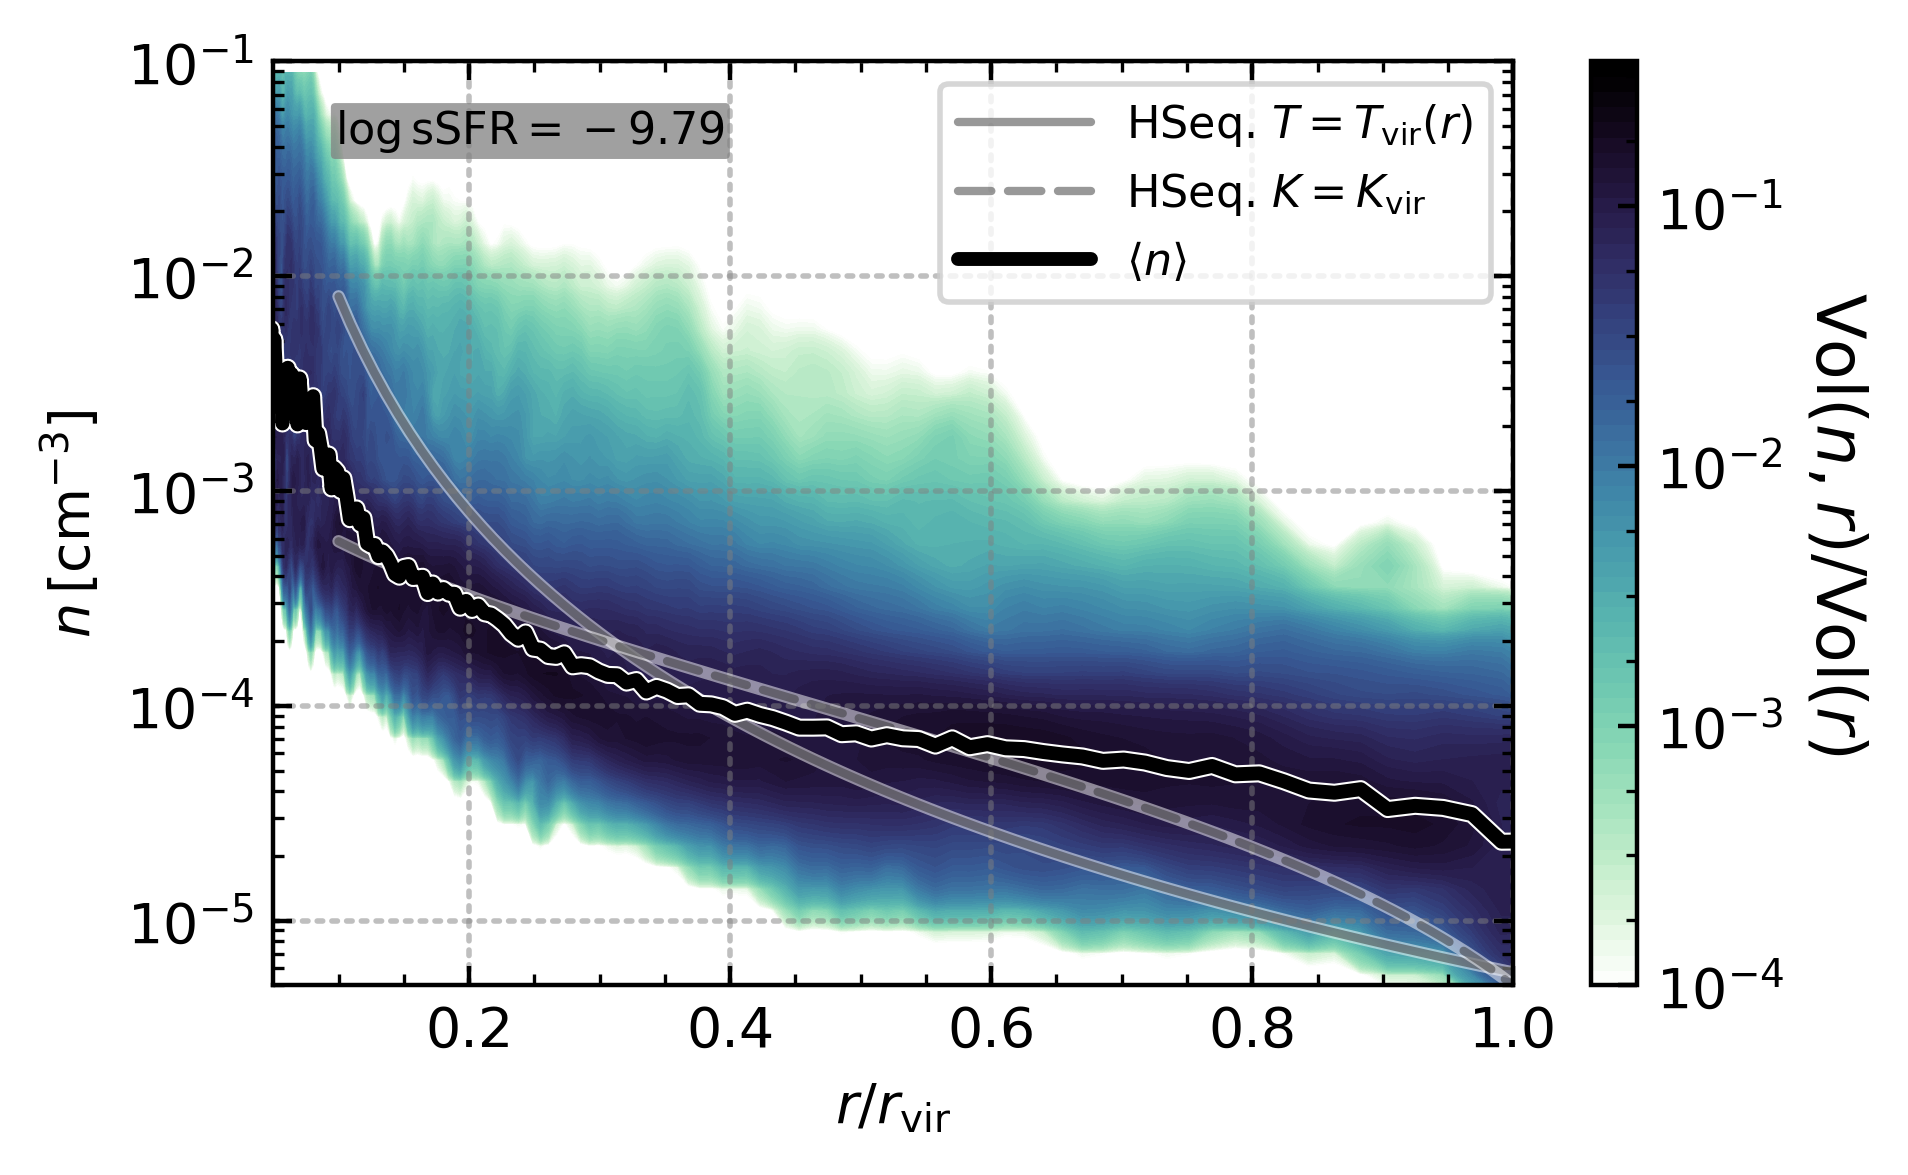 n [cm⁻³]
10⁻¹
10⁻²
10⁻³
10⁻⁴
10⁻⁵
log sSFR = −9.79
HSeq. T = T_vir(r)
HSeq. K = K_vir
⟨n⟩
0.2 0.4 0.6 0.8 1.0
r/r_vir
10⁻¹
10⁻²
10⁻³
10⁻⁴
Vol(n, r)/Vol(r)